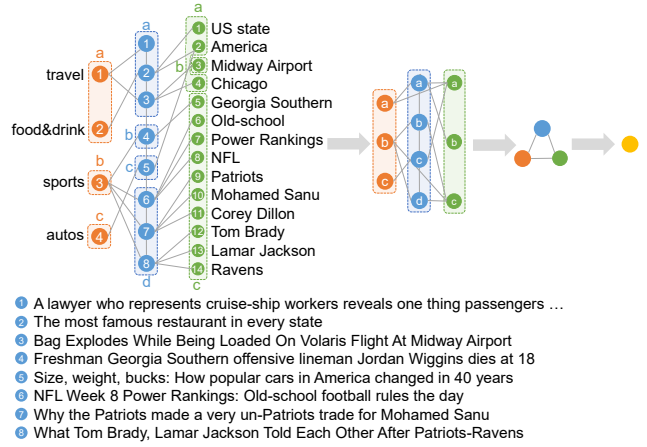 a
a
a
travel
1
1
1 US state
2 America
b 3 Midway Airport
2
3
4 Chicago
food&drink
2
b 4
5 Georgia Southern
6 Old-school
b
c 5
7 Power Rankings
8 NFL
sports
3
9 Patriots
6
10 Mohamed Sanu
c
11 Corey Dillon
autos
4
7
12 Tom Brady
13 Lamar Jackson
8
14 Ravens
d
c
a
a
a
b
b
b
c
c
d
c
1 A lawyer who represents cruise-ship workers reveals one thing passengers …
2 The most famous restaurant in every state
3 Bag Explodes While Being Loaded On Volaris Flight At Midway Airport
4 Freshman Georgia Southern offensive lineman Jordan Wiggins dies at 18
5 Size, weight, bucks: How popular cars in America changed in 40 years
6 NFL Week 8 Power Rankings: Old-school football rules the day
7 Why the Patriots made a very un-Patriots trade for Mohamed Sanu
8 What Tom Brady, Lamar Jackson Told Each Other After Patriots-Ravens